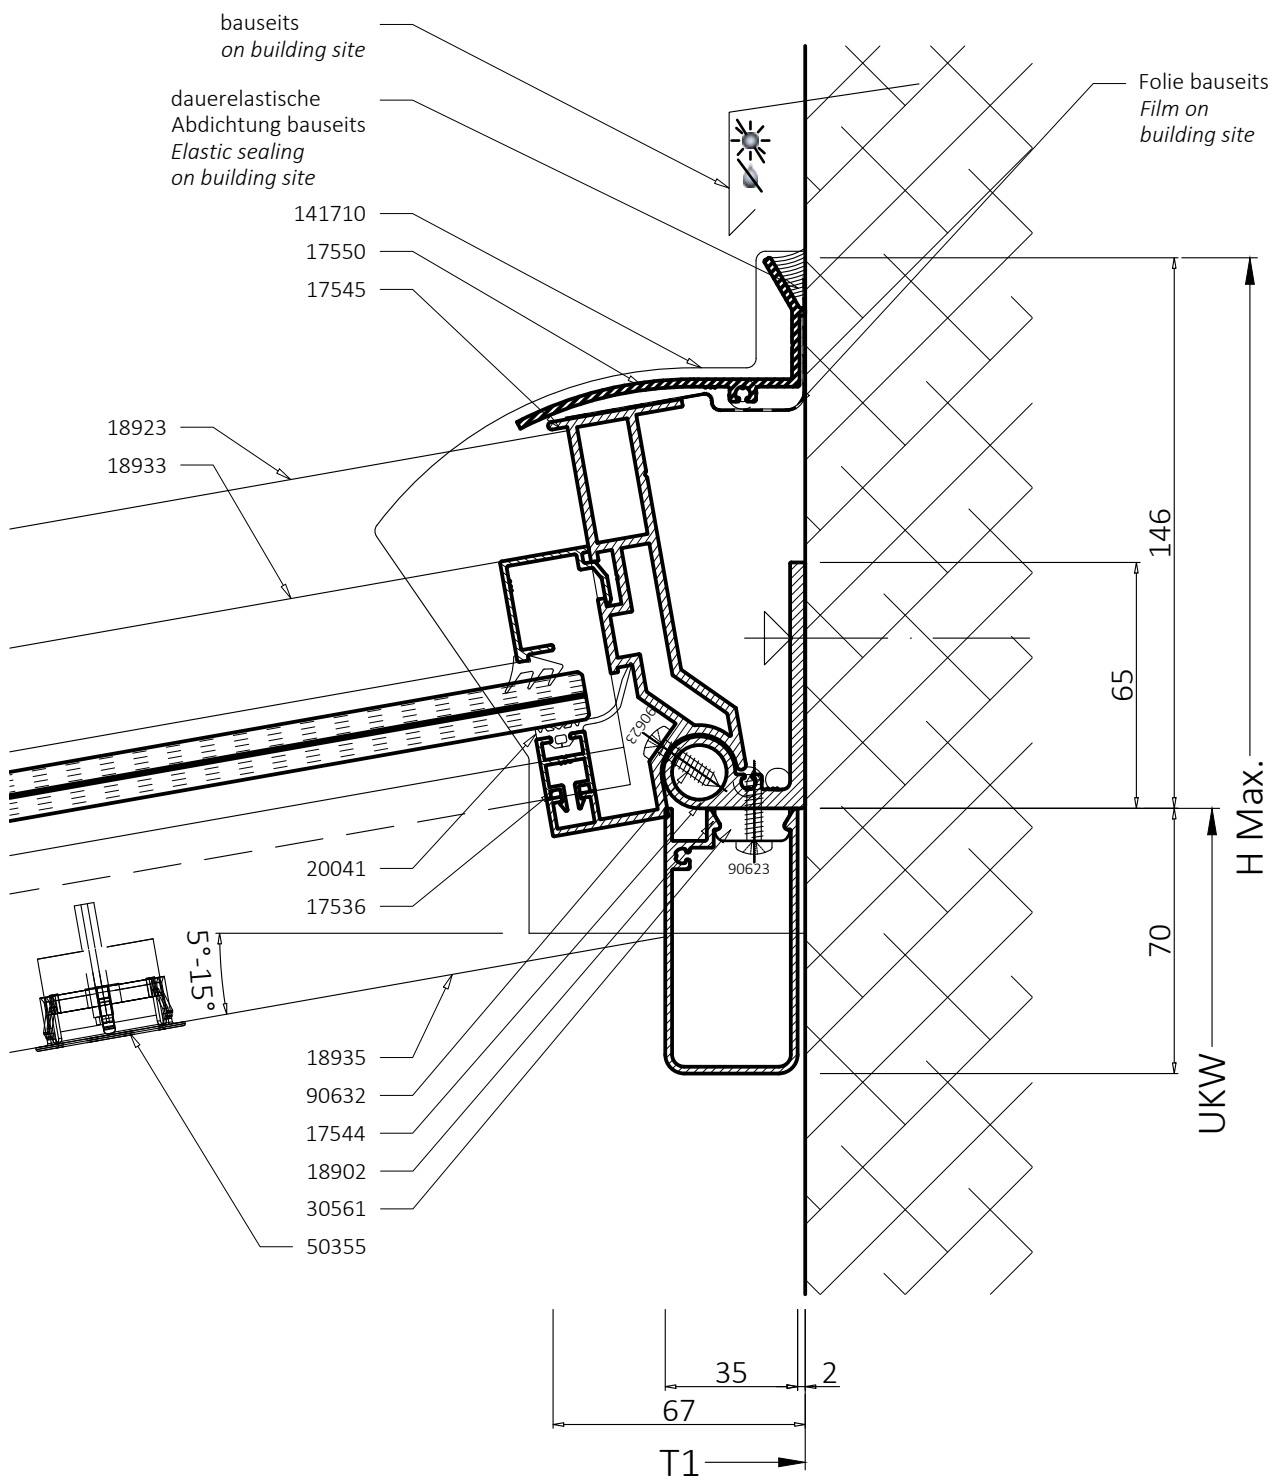 bauseits
on building site
dauerelastische
Abdichtung bauseits
Elastic sealing
on building site
Folie bauseits
Film on
building site
141710
17550
17545
18923
18933
146
65
90623
H Max.
90623
20041
17536
5°-15°
70
UKW
18935
90632
17544
18902
30561
50355
35
2
67
T1